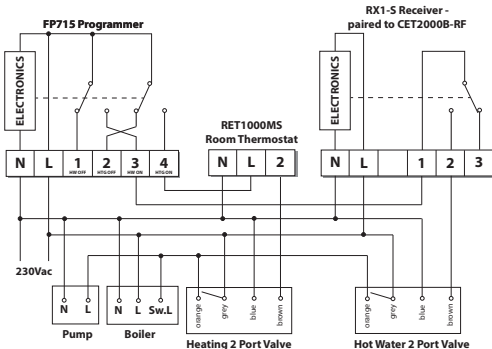 FP715 Programmer
RX1-S Receiver -
paired to CET2000B-RF
ELECTRONICS
ELECTRONICS
RET1000MS
Room Thermostat
N L 1 2 3 4
HW OFF HTG OFF HW ON HTG ON
N L 2
N L 1 2 3
230Vac
N L
N L Sw.L
orange grey blue brown
orange grey blue brown
Pump
Boiler
Heating 2 Port Valve
Hot Water 2 Port Valve